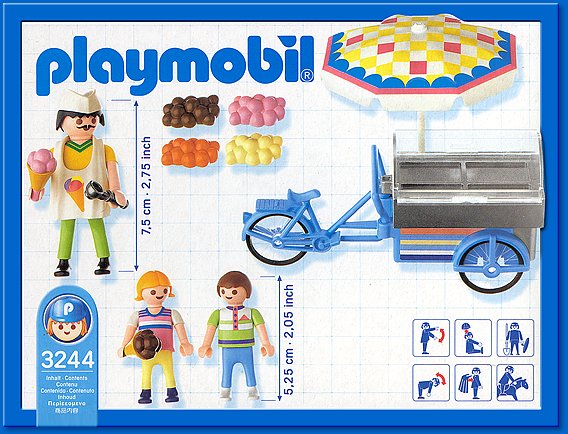 playmobil®
7,5 cm - 2,75 inch
5,25 cm - 2,05 inch
P
3244
Inhalt · Contents
Contenu
Contenido · Contenuto
Inhoud
Περιεχόμενο
商品内容